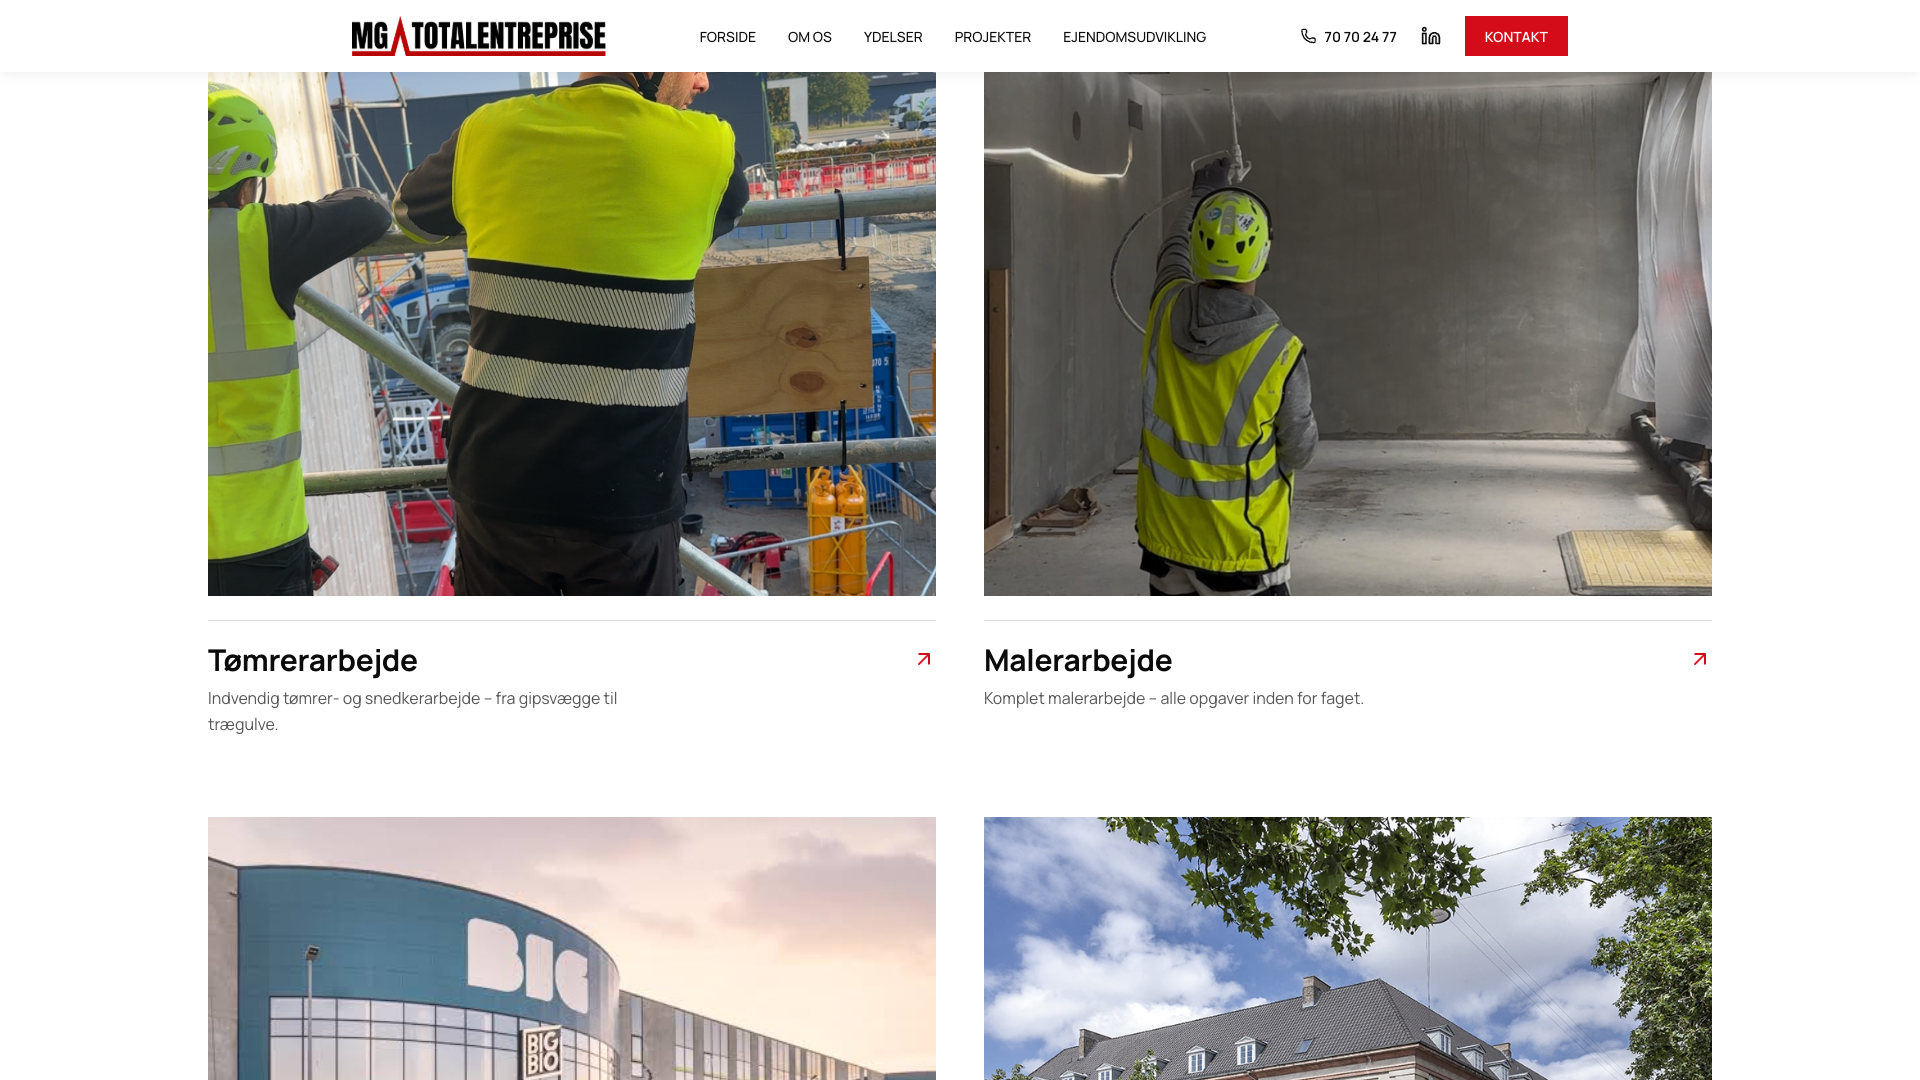 MG TOTALENTREPRISE
FORSIDE
OM OS
YDELSER
PROJEKTER
EJENDOMSUDVIKLING
70 70 24 77
in
KONTAKT
Tømrerarbejde
Indvendig tømrer- og snedkerarbejde – fra gipsvægge til
trægulve.
Malerarbejde
Komplet malerarbejde – alle opgaver inden for faget.
BIG
BIG
BIO